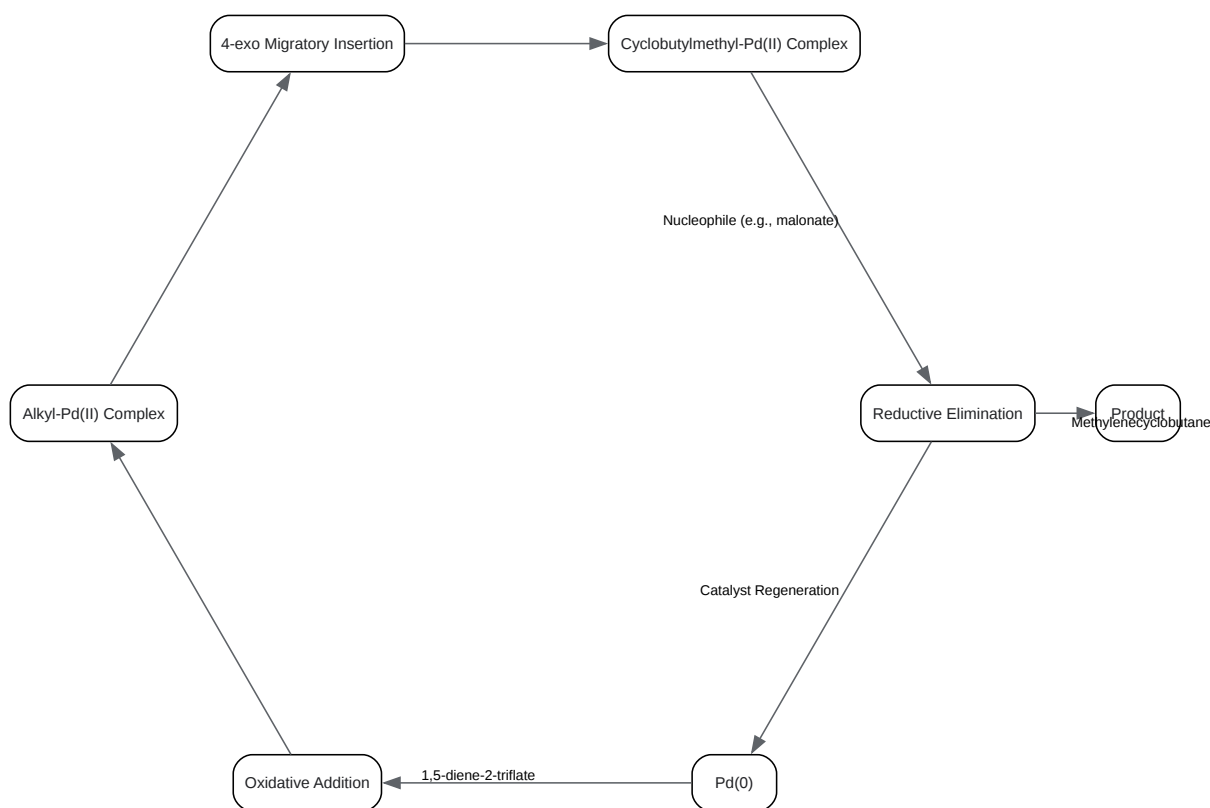 4-exo Migratory Insertion
Cyclobutylmethyl-Pd(II) Complex
Nucleophile (e.g., malonate)
Alkyl-Pd(II) Complex
Reductive Elimination
Product
Methylenecyclobutane
Catalyst Regeneration
Oxidative Addition
1,5-diene-2-triflate
Pd(0)